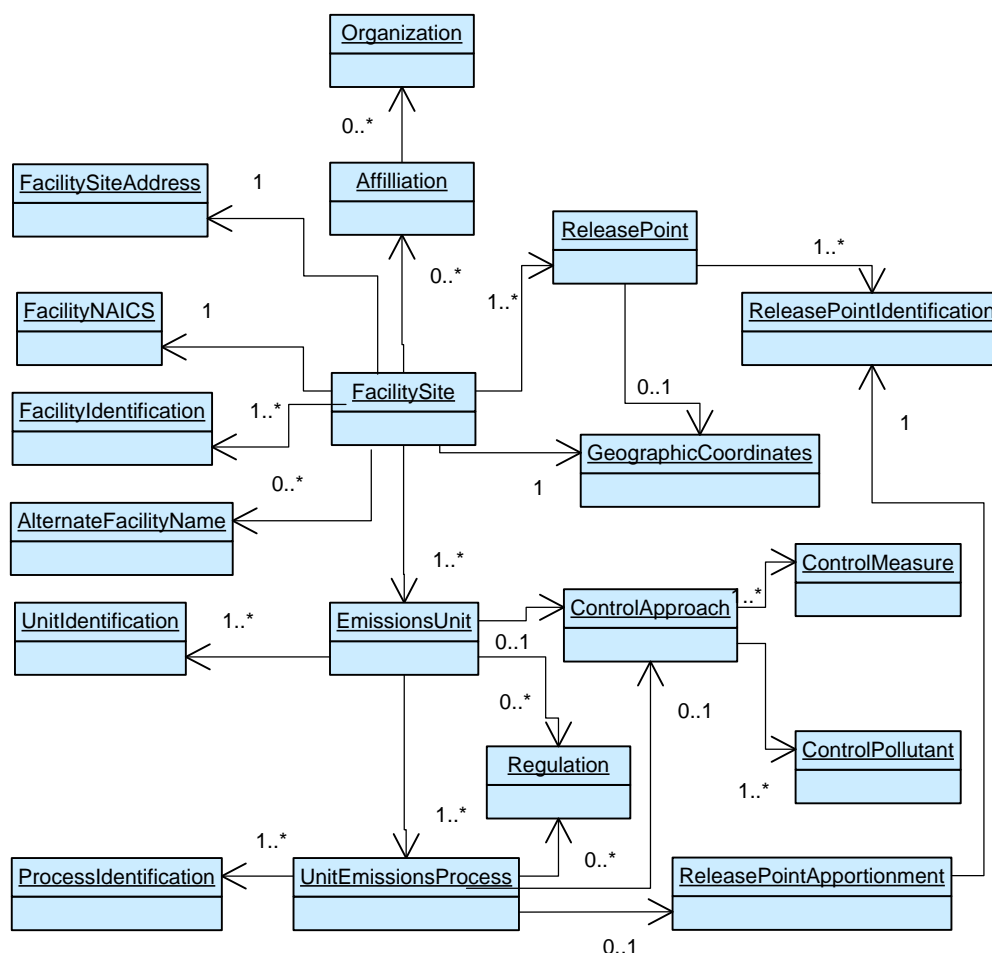 Organization
0..*
FacilitySiteAddress
1
Affilliation
ReleasePoint
0..*
1..*
1..*
FacilityNAICS
1
ReleasePointIdentification
FacilitySite
FacilityIdentification
1..*
0..1
1
GeographicCoordinates
0..*
1
AlternateFacilityName
1..*
ControlMeasure
UnitIdentification
1..*
EmissionsUnit
ControlApproach
1..*
0..1
0..*
0..1
Regulation
ControlPollutant
1..*
1..*
1..*
0..*
ProcessIdentification
UnitEmissionsProcess
ReleasePointApportionment
0..1